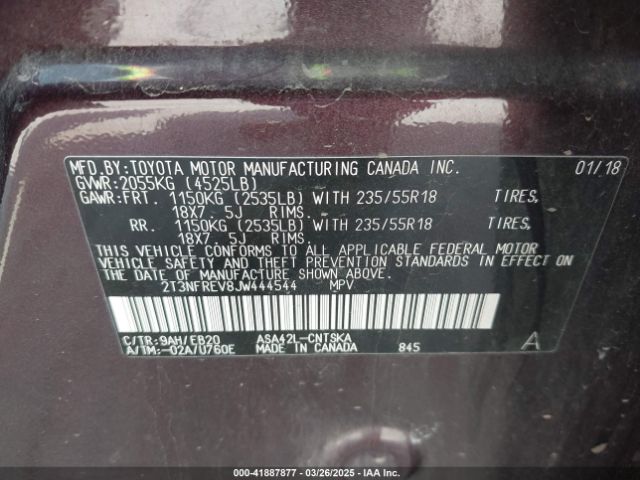 MFD.BY:TOYOTA MOTOR MANUFACTURING CANADA INC. 01/18
GVWR:2055KG (4525LB)
GAWR:FRT. 1150KG (2535LB) WITH 235/55R18 TIRES,
18X7.5J RIMS.
RR. 1150KG (2535LB) WITH 235/55R18 TIRES,
18X7.5J RIMS.
THIS VEHICLE CONFORMS TO ALL APPLICABLE FEDERAL MOTOR
VEHICLE SAFETY AND THEFT PREVENTION STANDARDS IN EFFECT ON
THE DATE OF MANUFACTURE SHOWN ABOVE.
2T3NFREV8JW444544 MPV
C/TR:9AH/EB20 ASA42L-CNTSKA
A/TM:-02A/U760E MADE IN CANADA 845 A
000-41887877 — 03/26/2025 — IAA Inc.